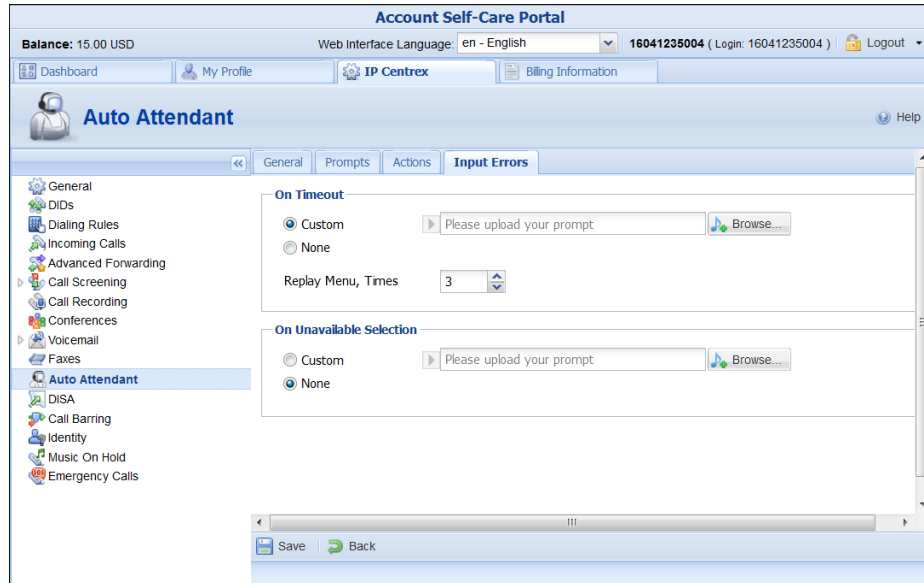 Account Self-Care Portal
Balance: 15.00 USD Web Interface Language: en - English 16041235004 ( Login: 16041235004 ) Logout
Dashboard My Profile IP Centrex Billing Information
Auto Attendant Help
General Prompts Actions Input Errors
General
DIDs
Dialing Rules
Incoming Calls
Advanced Forwarding
Call Screening
Call Recording
Conferences
Voicemail
Faxes
Auto Attendant
DISA
Call Barring
Identity
Music On Hold
Emergency Calls
On Timeout
Custom Please upload your prompt Browse...
None
Replay Menu, Times 3
On Unavailable Selection
Custom Please upload your prompt Browse...
None
Save Back